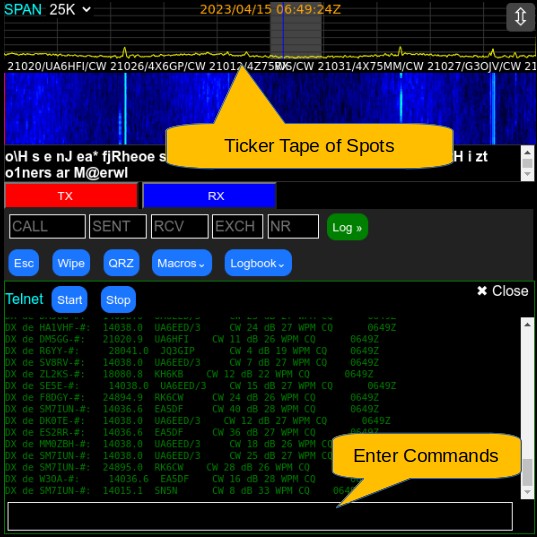 SPAN 25K 2023/04/15 06:49:24Z
21020/UA6HFI/CW 21026/4X6GP/CW 21012/4Z75 /CW 21031/4X75MM/CW 21027/G3OJV/CW 21
Ticker Tape of Spots
o\H s e nJ ea* fjRheoe s H i zt
o1ners ar M@erwl
TX RX
CALL SENT RCV EXCH NR Log »
Esc Wipe QRZ Macros Logbook
✖ Close
Telnet Start Stop
DX de HA1VHF-#: 14038.0 UA6EED/3 CW 24 dB 27 WPM CQ 0649Z
DX de DM5GG-#: 21020.9 UA6HFI CW 11 dB 26 WPM CQ 0649Z
DX de R6YY-#: 28041.0 JQ3GIP CW 4 dB 19 WPM CQ 0649Z
DX de SV8RV-#: 14038.0 UA6EED/3 CW 7 dB 27 WPM CQ 0649Z
DX de ZL2KS-#: 18086.8 KH6KB CW 12 dB 22 WPM CQ 0649Z
DX de SE5E-#: 14038.0 UA6EED/3 CW 15 dB 27 WPM CQ 0649Z
DX de F8DGY-#: 24894.9 RK6CW CW 10 dB 26 WPM CQ 0649Z
DX de SM7IUN-#: 14036.6 EA5DF CW 40 dB 28 WPM CQ 0649Z
DX de DK0TE-#: 14038.0 UA6EED/3 CW 12 dB 27 WPM CQ 0649Z
DX de ES2RR-#: 14036.6 EA5DF CW 36 dB 27 WPM CQ 0649Z
DX de MM0ZBH-#: 14038.0 UA6EED/3 CW 18 dB 26 WPM CQ
DX de SM7IUN-#: 14038.0 UA6EED/3 CW 25 dB 27 WPM CQ
DX de SM7IUN-#: 24895.0 RK6CW CW 28 dB 26 WPM CQ
DX de W3OA-#: 14036.6 EA5DF CW 16 dB 28 WPM CQ
DX de SM7IUN-#: 14015.1 SN5N CW 8 dB 33 WPM CQ
Enter Commands